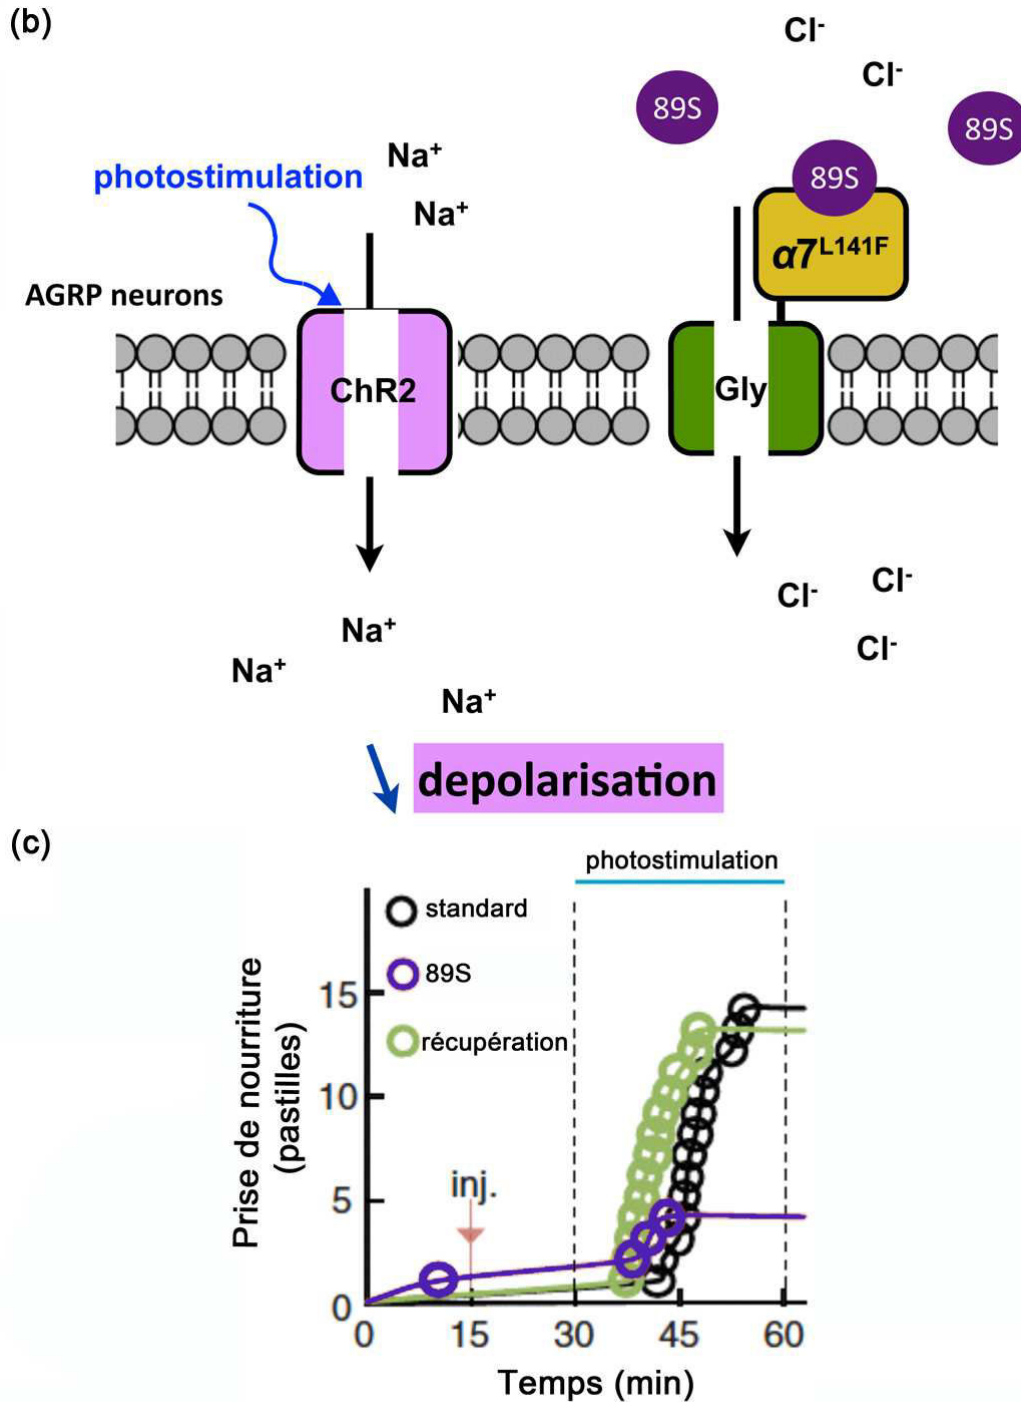 (b)
Cl-
Cl-
89S
89S
89S
Na+
photostimulation
Na+
α7L141F
AGRP neurons
ChR2
Gly
Cl-
Cl-
Cl-
Na+
Na+
Na+
depolarisation
(c)
photostimulation
standard
89S
récupération
Prise de nourriture
(pastilles)
15
10
5
0
inj.
0 15 30 45 60
Temps (min)